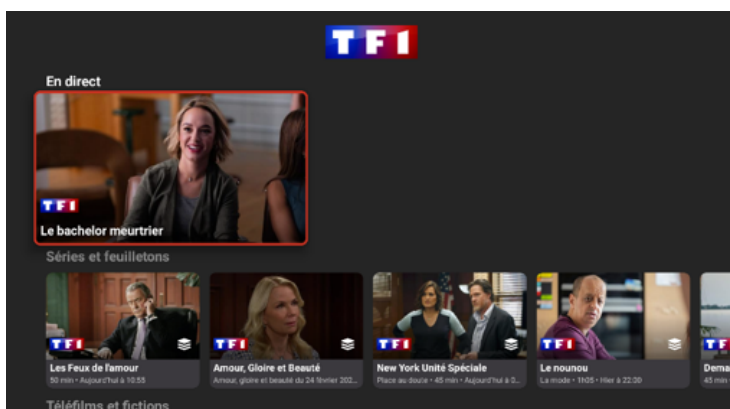 TF1
En direct
TF1
Le bachelor meurtrier
Séries et feuilletons
TF1 TF1 TF1 TF1 TF
Les Feux de l'amour Amour, Gloire et Beauté New York Unité Spéciale Le nounou Dema
50 min • Aujourd'hui à 10:55 Amour, gloire et beauté du 24 février 202... Place au doute • 45 min • Aujourd'hui à 0... La mode • 1h05 • Hier à 22:30 45 min
Téléfilms et fictions